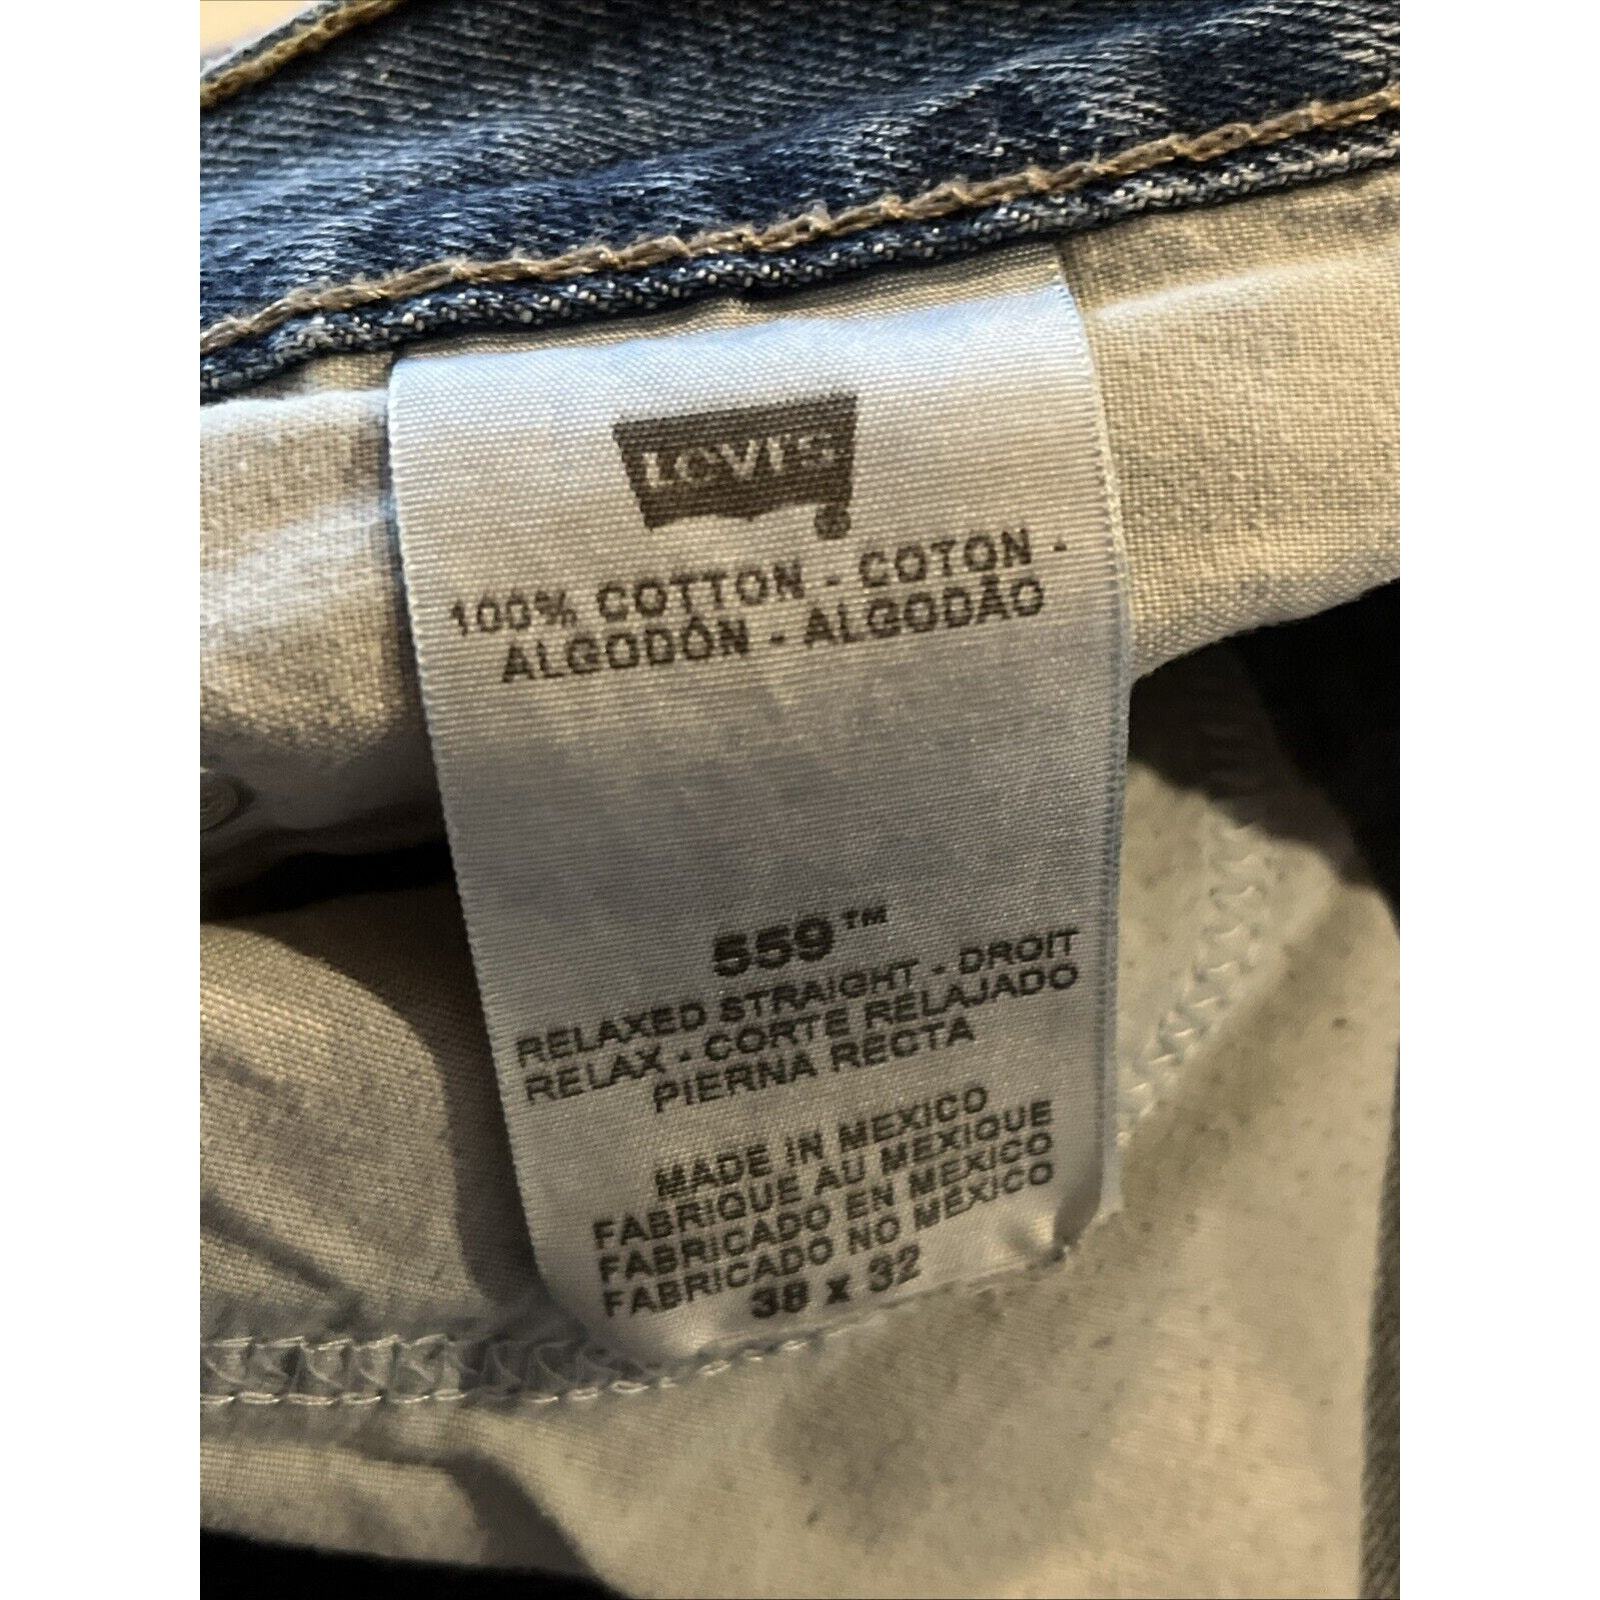 LEVI'S
®
100% COTTON - COTON -
ALGODÓN - ALGODÃO
559™
RELAXED STRAIGHT - DROIT
RELAX - CORTE RELAJADO
PIERNA RECTA
MADE IN MEXICO
FABRIQUE AU MEXIQUE
FABRICADO EN MEXICO
FABRICADO NO MÉXICO
38 x 32